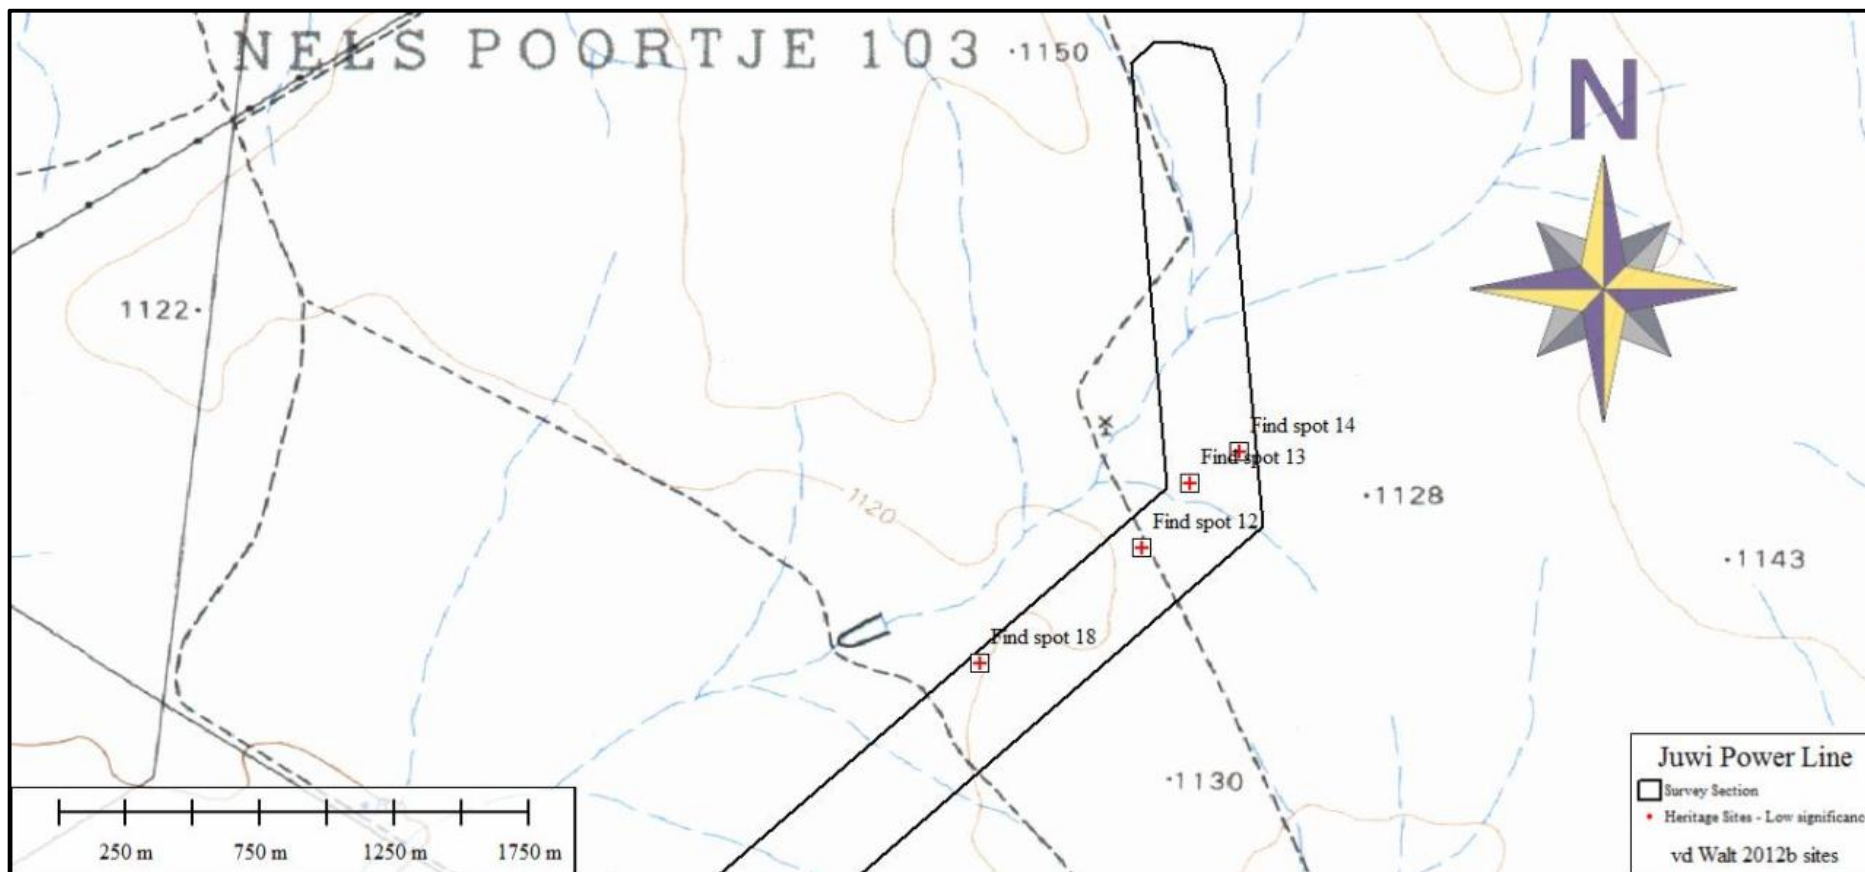 NELS POORTJE 103
·1150
N
1122·
Find spot 14
Find spot 13
1120
·1128
Find spot 12
·1143
Find spot 18
·1130
Juwi Power Line
Survey Section
Heritage Sites - Low significanc
vd Walt 2012b sites
250 m 750 m 1250 m 1750 m